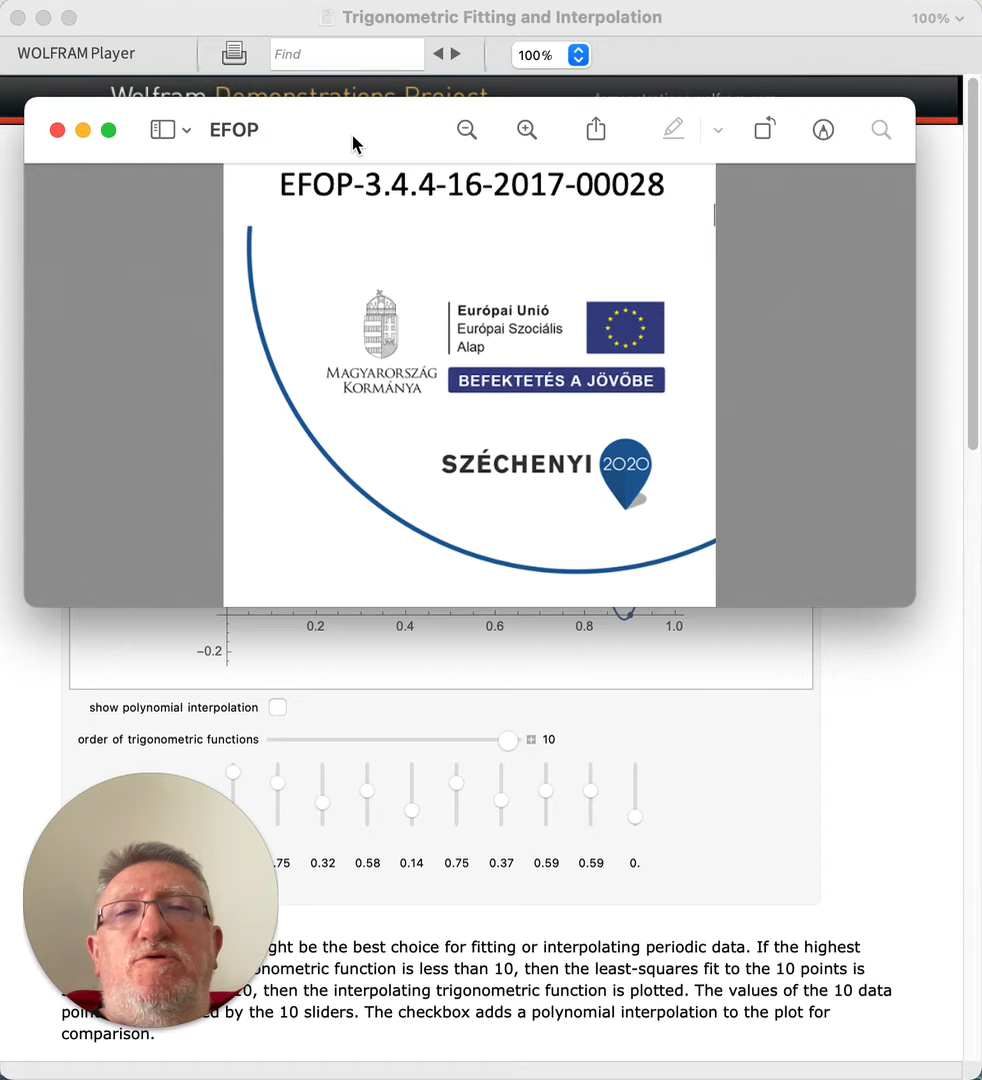 Trigonometric Fitting and Interpolation
100%
WOLFRAM Player
Find
100%
Wolfram Demonstrations Project
EFOP
EFOP-3.4.4-16-2017-00028
Európai Unió
Európai Szociális
Alap
MAGYARORSZÁG
KORMÁNYA
BEFEKTETÉS A JÖVŐBE
SZÉCHENYI 2020
0.2 0.4 0.6 0.8 1.0
−0.2
show polynomial interpolation
order of trigonometric functions 10
.75 0.32 0.58 0.14 0.75 0.37 0.59 0.59 0.
ght be the best choice for fitting or interpolating periodic data. If the highest
onometric function is less than 10, then the least-squares fit to the 10 points is
10, then the interpolating trigonometric function is plotted. The values of the 10 data
by the 10 sliders. The checkbox adds a polynomial interpolation to the plot for
comparison.